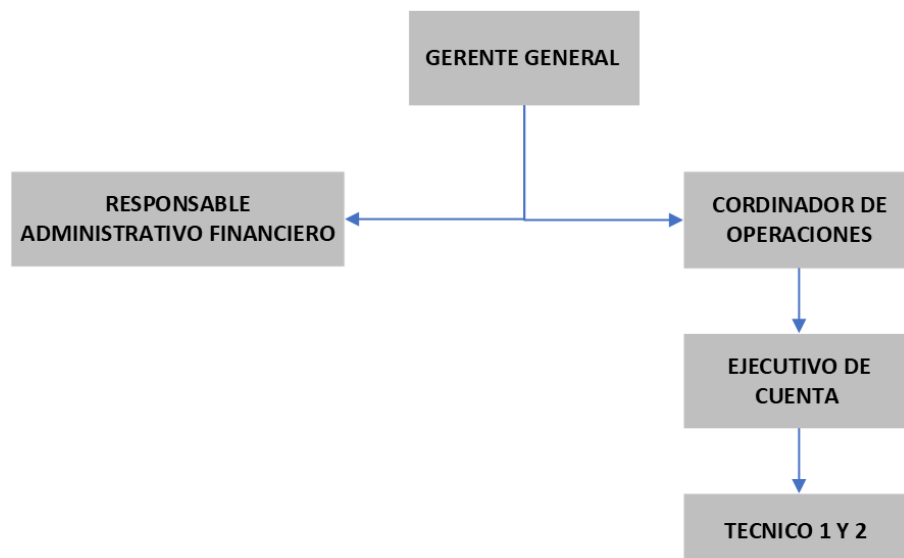 GERENTE GENERAL
RESPONSABLE
ADMINISTRATIVO FINANCIERO
CORDINADOR DE
OPERACIONES
EJECUTIVO DE
CUENTA
TECNICO 1 Y 2